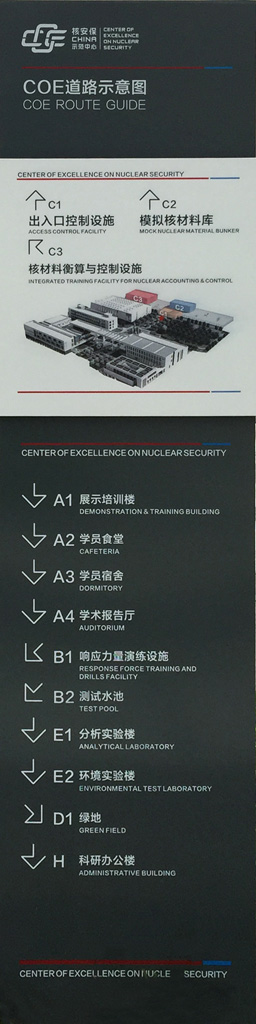 核安保
CHINA
示范中心
CENTER OF
EXCELLENCE
ON NUCLEAR
SECURITY
COE道路示意图
COE ROUTE GUIDE
CENTER OF EXCELLENCE ON NUCLEAR SECURITY
C1
出入口控制设施
ACCESS CONTROL FACILITY
C2
模拟核材料库
MOCK NUCLEAR MATERIAL BUNKER
C3
核材料衡算与控制设施
INTEGRATED TRAINING FACILITY FOR NUCLEAR ACCOUNTING & CONTROL
C3
C2
C1
CENTER OF EXCELLENCE ON NUCLEAR SECURITY
A1 展示培训楼
DEMONSTRATION & TRAINING BUILDING
A2 学员食堂
CAFETERIA
A3 学员宿舍
DORMITORY
A4 学术报告厅
AUDITORIUM
B1 响应力量演练设施
RESPONSE FORCE TRAINING AND
DRILLS FACILITY
B2 测试水池
TEST POOL
E1 分析实验楼
ANALYTICAL LABORATORY
E2 环境实验楼
ENVIRONMENTAL TEST LABORATORY
D1 绿地
GREEN FIELD
H 科研办公楼
ADMINISTRATIVE BUILDING
CENTER OF EXCELLENCE ON NUCLE SECURITY